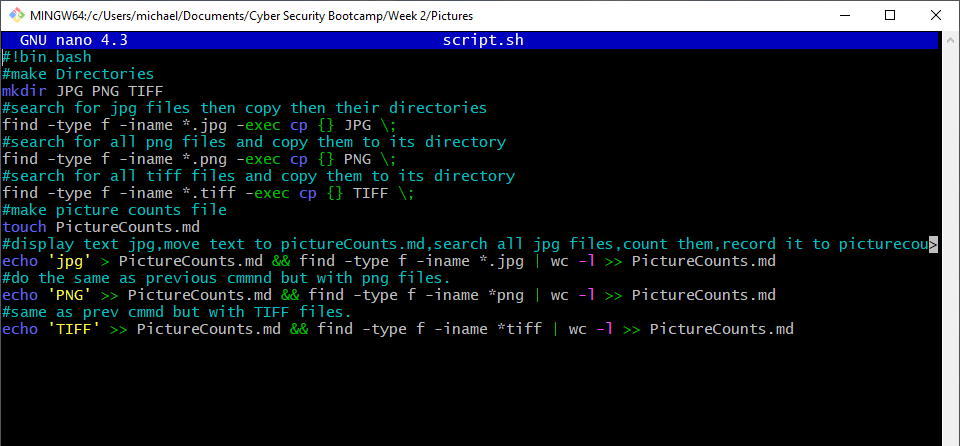 MINGW64:/c/Users/michael/Documents/Cyber Security Bootcamp/Week 2/Pictures
GNU nano 4.3 script.sh
#!bin.bash
#make Directories
mkdir JPG PNG TIFF
#search for jpg files then copy then their directories
find -type f -iname *.jpg -exec cp {} JPG \;
#search for all png files and copy them to its directory
find -type f -iname *.png -exec cp {} PNG \;
#search for all tiff files and copy them to its directory
find -type f -iname *.tiff -exec cp {} TIFF \;
#make picture counts file
touch PictureCounts.md
#display text jpg,move text to pictureCounts.md,search all jpg files,count them,record it to picturecou>
echo 'jpg' > PictureCounts.md && find -type f -iname *.jpg | wc -l >> PictureCounts.md
#do the same as previous cmmnd but with png files.
echo 'PNG' >> PictureCounts.md && find -type f -iname *png | wc -l >> PictureCounts.md
#same as prev cmmd but with TIFF files.
echo 'TIFF' >> PictureCounts.md && find -type f -iname *tiff | wc -l >> PictureCounts.md